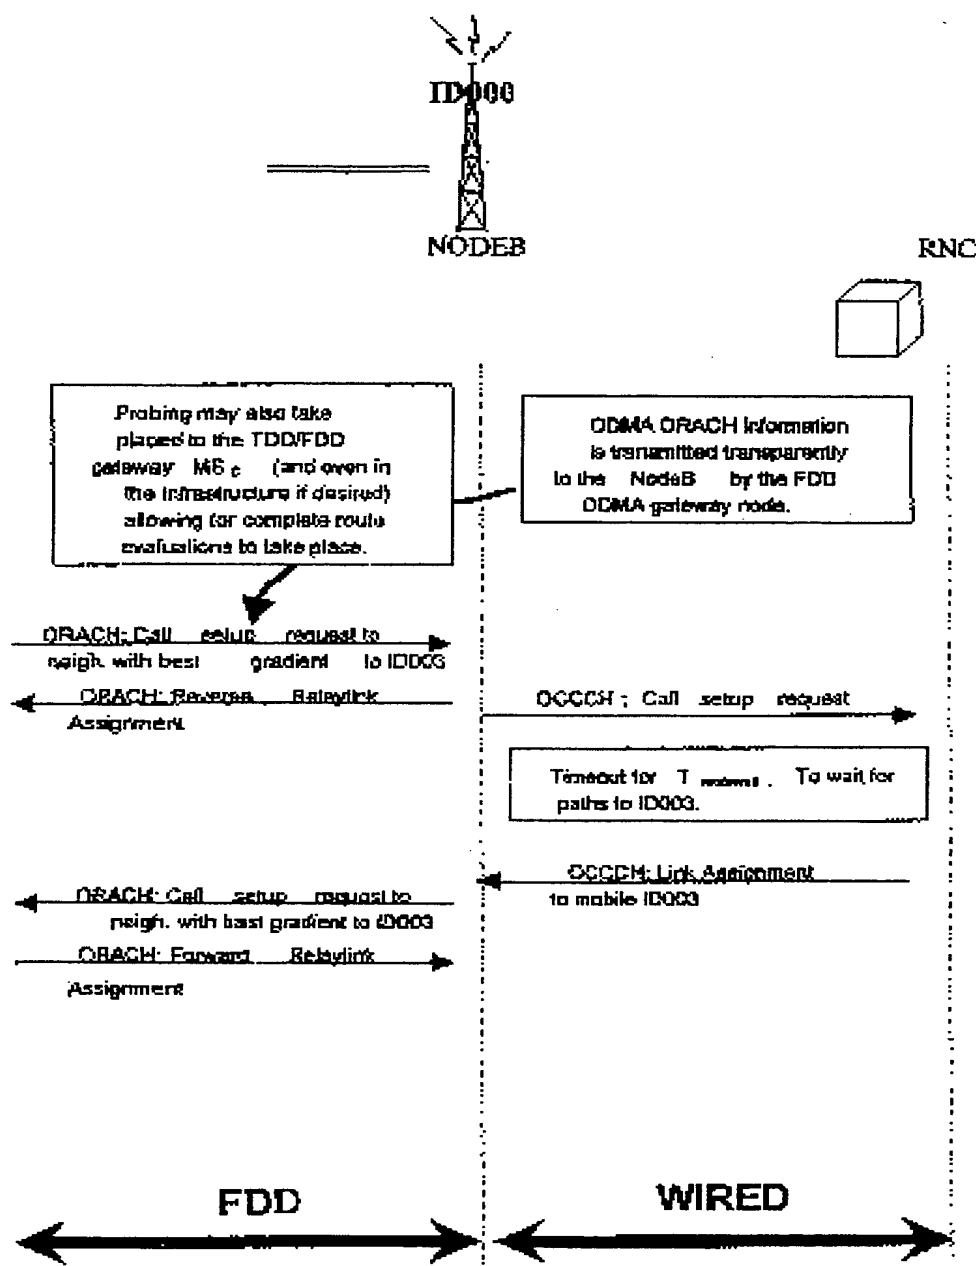 ID000
NODEB
RNC
Probing may also take
placed to the TDD/FDD
gateway MS c (and even in
the infrastructure if desired)
allowing for complete route
evaluations to take place.
ODMA ORACH Information
is transmitted transparently
to the NodeB by the FDD
ODMA gateway node.
ORACH: Call setup request to
neigh. with best gradient to ID003
ORACH: Reverse Relaylink
Assignment
OCCCH : Call setup request
Timeout for T . To wait for
paths to ID003.
OCCCH: Link Assignment
to mobile ID003
ORACH: Call setup request to
neigh. with best gradient to ID003
ORACH: Forward Relaylink
Assignment
FDD
WIRED